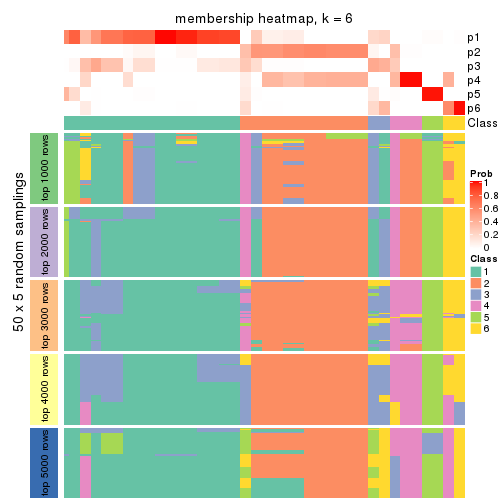 membership heatmap, k = 6
p1
p2
p3
p4
p5
p6
Class
50 x 5 random samplings
top 1000 rows
top 2000 rows
top 3000 rows
top 4000 rows
top 5000 rows
Prob
1
0.8
0.6
0.4
0.2
0
Class
1
2
3
4
5
6